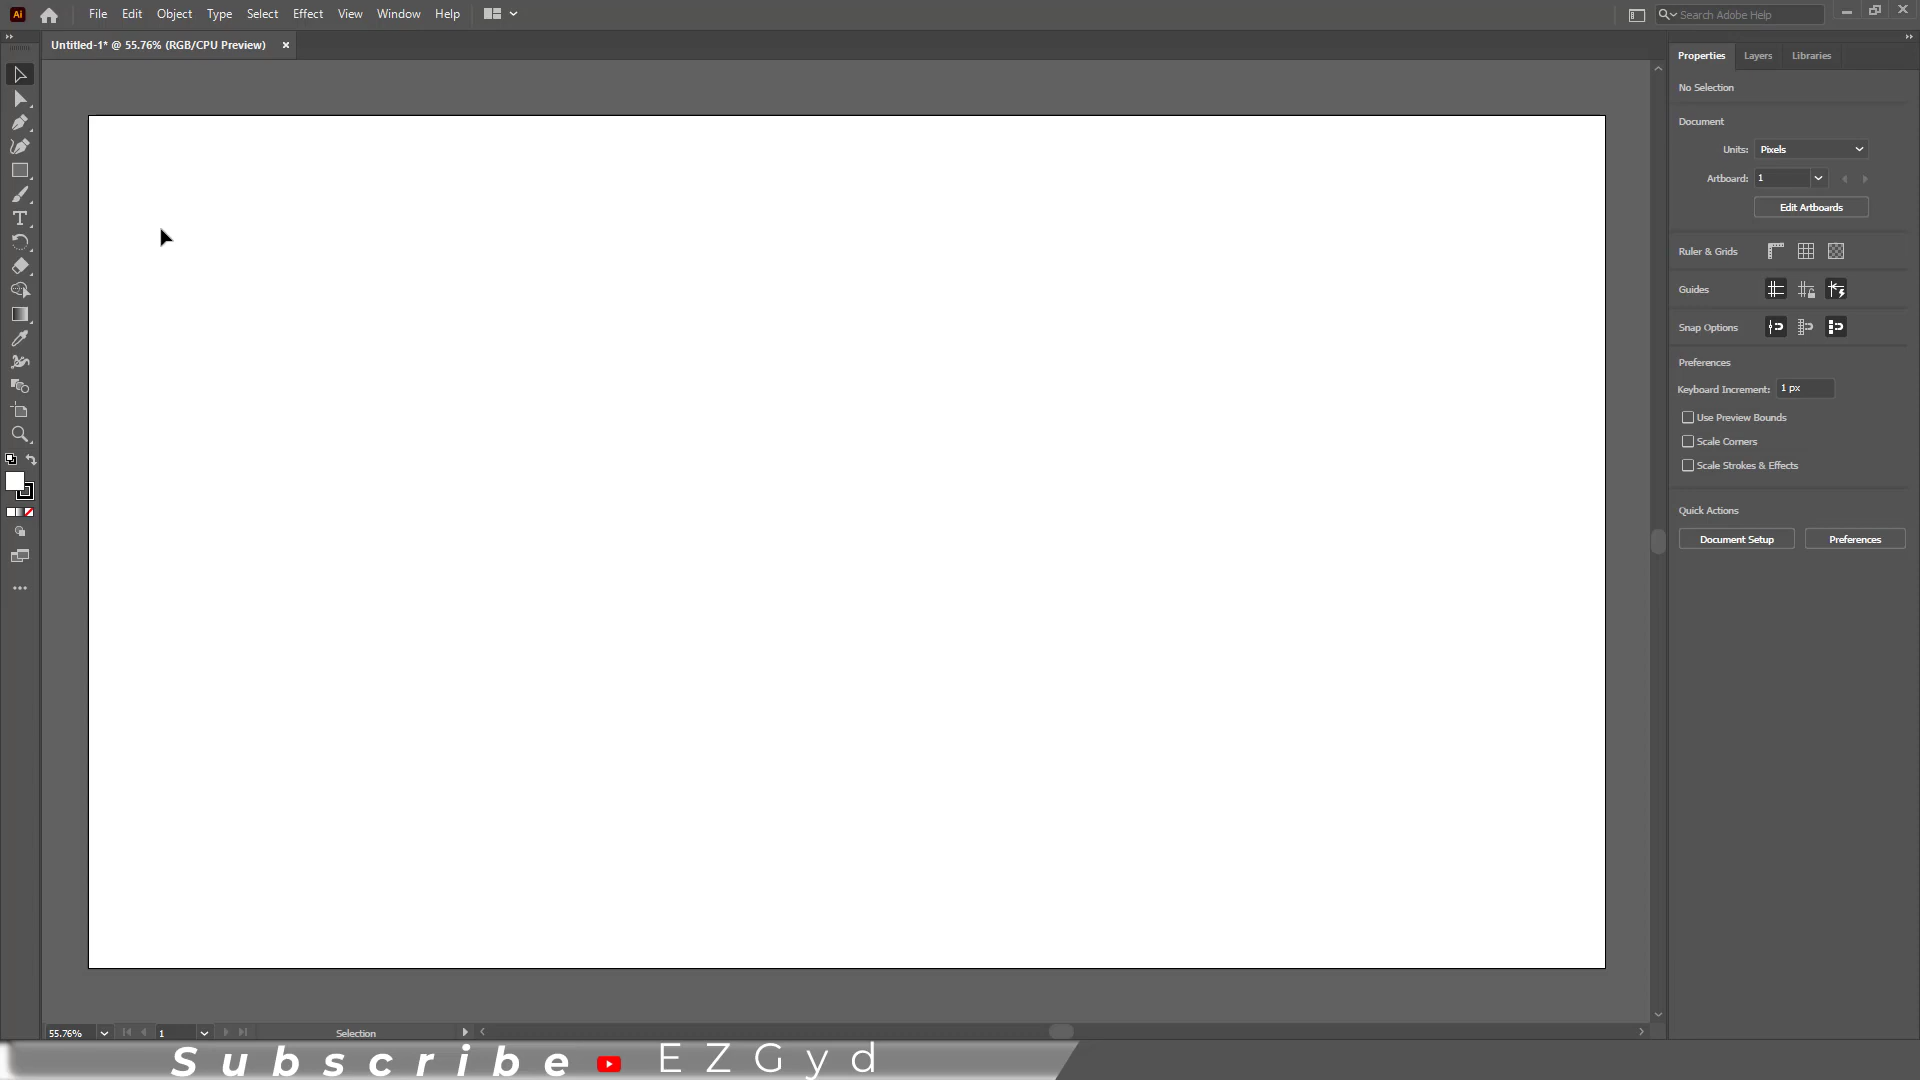 Ai File Edit Object Type Select Effect View Window Help Search Adobe Help
Untitled-1* @ 55.76% (RGB/CPU Preview) ×
Properties Layers Libraries
No Selection
Document
Units: Pixels
Artboard: 1
Edit Artboards
Ruler & Grids
Guides
Snap Options
Preferences
Keyboard Increment: 1 px
Use Preview Bounds
Scale Corners
Scale Strokes & Effects
Quick Actions
Document Setup Preferences
T
55.76% 1 Selection
Subscribe EZGyd